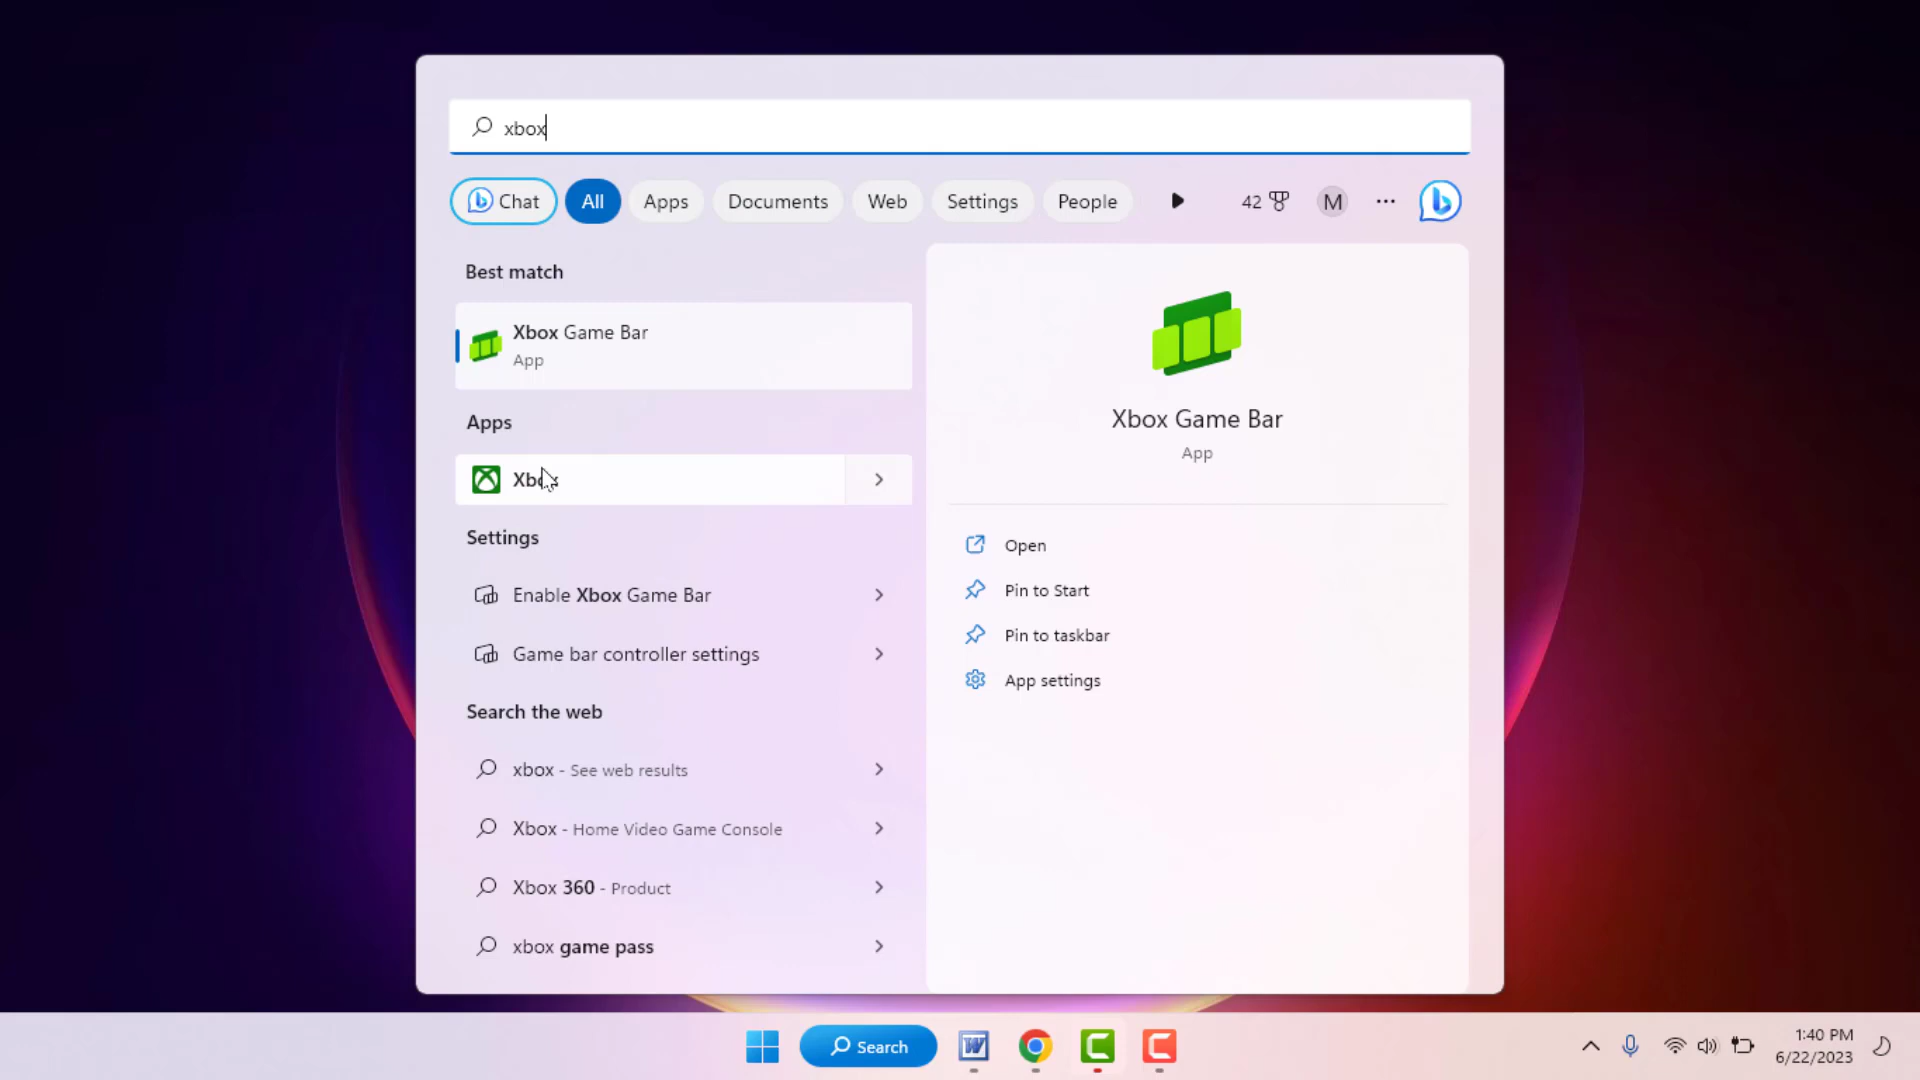 xbox
Chat
All
Apps
Documents
Web
Settings
People
42
M
Best match
Xbox Game Bar
App
Apps
Xbox
Settings
Enable Xbox Game Bar
Game bar controller settings
Search the web
xbox - See web results
Xbox - Home Video Game Console
Xbox 360 - Product
xbox game pass
Xbox Game Bar
App
Open
Pin to Start
Pin to taskbar
App settings
Search
1:40 PM
6/22/2023